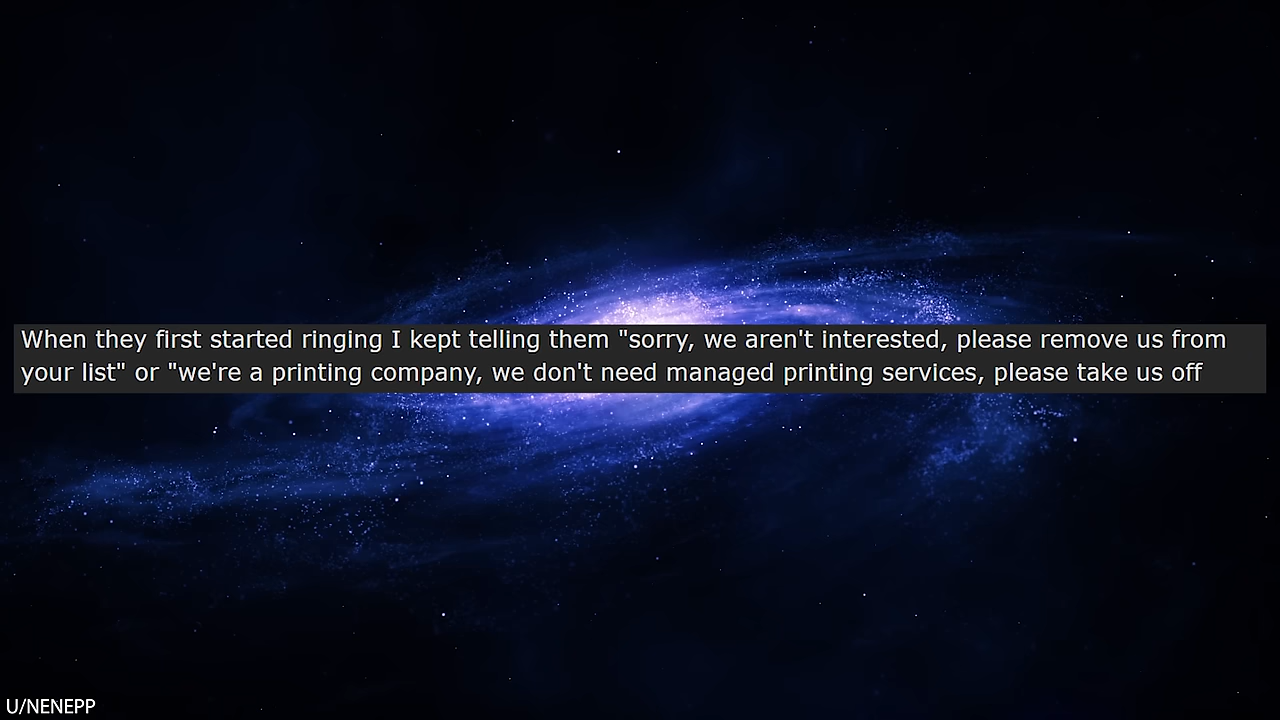 When they first started ringing I kept telling them "sorry, we aren't interested, please remove us from
your list" or "we're a printing company, we don't need managed printing services, please take us off
U/NENEPP